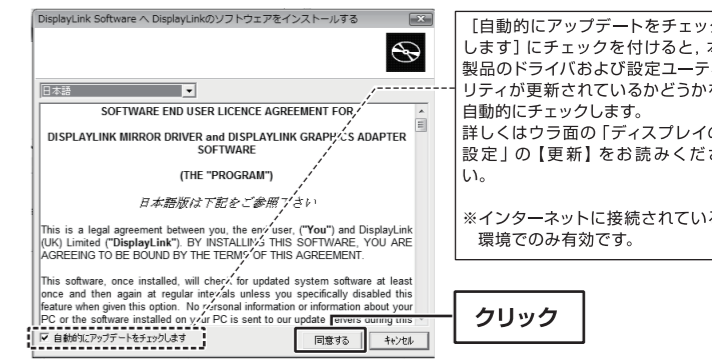 DisplayLink Software へ DisplayLinkのソフトウェアをインストールする
日本語
SOFTWARE END USER LICENCE AGREEMENT FOR
DISPLAYLINK MIRROR DRIVER and DISPLAYLINK GRAPHICS ADAPTER
SOFTWARE
(THE "PROGRAM")
日本語版は下記をご参照下さい
This is a legal agreement between you, the end user, ("You") and DisplayLink
(UK) Limited ("DisplayLink"). BY INSTALLING THIS SOFTWARE, YOU ARE
AGREEING TO BE BOUND BY THE TERMS OF THIS AGREEMENT.
This software, once installed, will check for updated system software at least
once and then again at regular intervals unless you specifically disabled this
feature when given this option. No personal information or information about your
PC or the software installed on your PC is sent to our update servers during this
自動的にアップデートをチェックします
同意する
キャンセル
［自動的にアップデートをチェック
します］にチェックを付けると，
製品のドライバおよび設定ユーテ
リティが更新されているかどうか
自動的にチェックします。
詳しくはウラ面の「ディスプレイの
設定」の【更新】をお読みくださ
い。
※インターネットに接続されている
環境でのみ有効です。
クリック